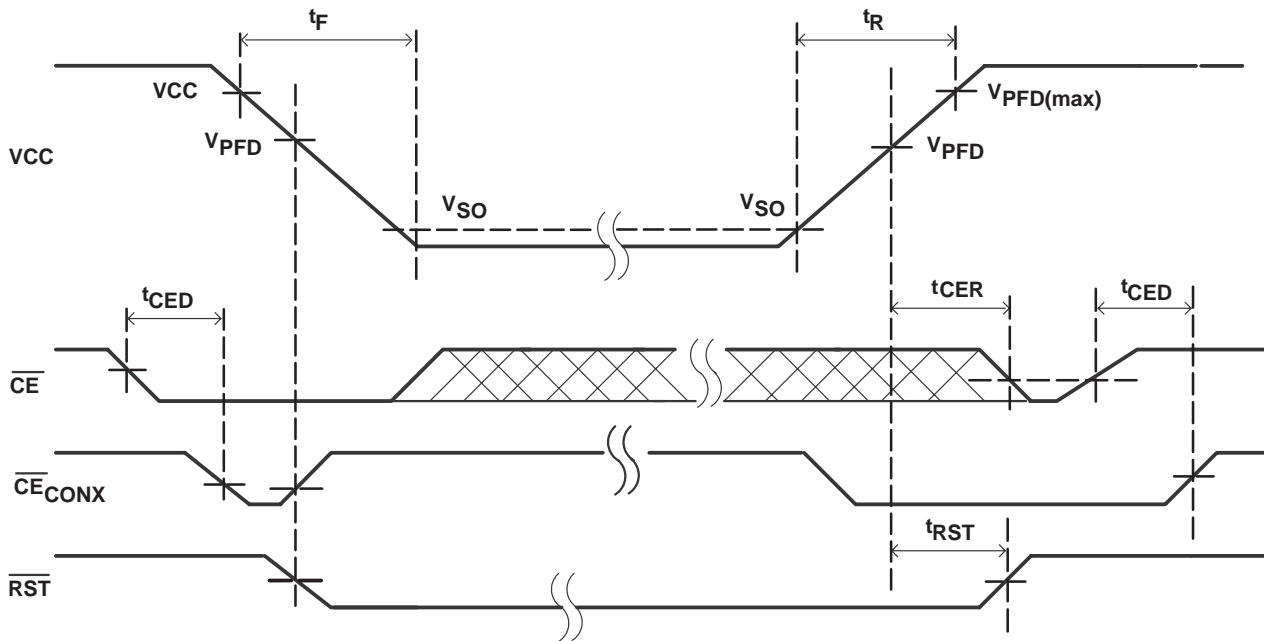 tF
tR
VCC
VPFD(max)
VPFD
VPFD
VCC
VSO
VSO
tCED
tCER
tCED
CE
CECONX
tRST
RST